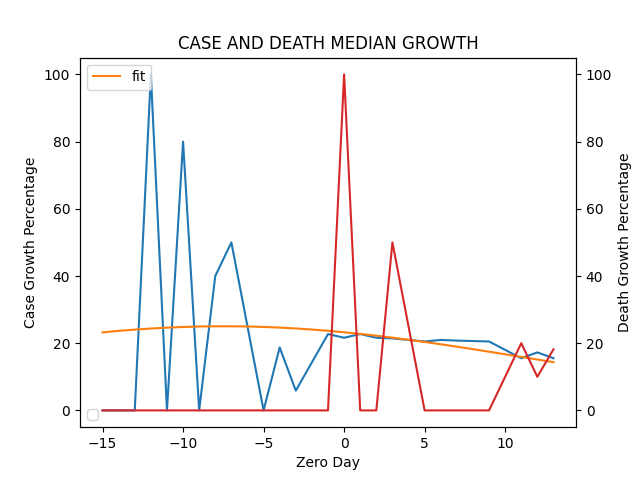 CASE AND DEATH MEDIAN GROWTH
fit
100
80
60
40
20
0
Case Growth Percentage
100
80
60
40
20
0
Death Growth Percentage
−15 −10 −5 0 5 10
Zero Day